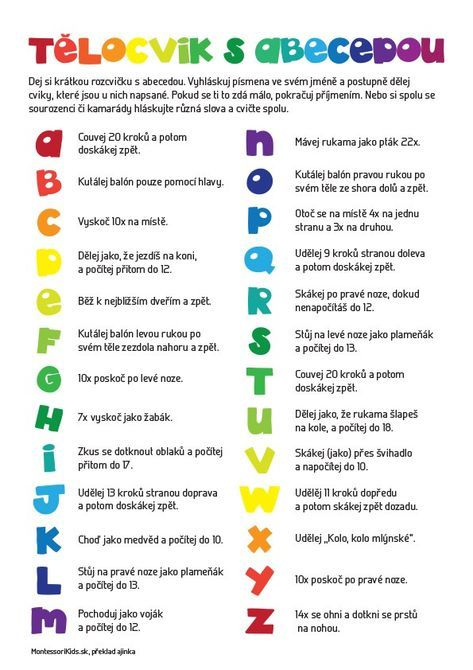 Tělocvik s abecedou
Dej si krátkou rozcvičku s abecedou. Vyhláskuj písmena ve svém jméně a postupně dělej
cviky, které jsou u nich napsané. Pokud se ti to zdá málo, pokračuj příjmením. Nebo si spolu se
sourozenci či kamarády hláskujte různá slova a cvičte spolu.
a
Couvej 20 kroků a potom
doskákej zpět.
B
Kutálej balón pouze pomocí hlavy.
C
Vyskoč 10x na místě.
D
Dělej jako, že jezdíš na koni,
a počítej přitom do 12.
e
Běž k nejbližším dveřím a zpět.
F
Kutálej balón levou rukou po
svém těle zezdola nahoru a zpět.
G
10x poskoč po levé noze.
H
7x vyskoč jako žabák.
i
Zkus se dotknout oblaků a počítej
přitom do 17.
J
Udělej 13 kroků stranou doprava
a potom doskákej zpět.
K
Choď jako medvěd a počítej do 10.
L
Stůj na pravé noze jako plameňák
a počítej do 13.
m
Pochoduj jako voják
a počítej do 12.
n
Mávej rukama jako pták 22x.
O
Kutálej balón pravou rukou po
svém těle ze shora dolů a zpět.
P
Otoč se na místě 4x na jednu
stranu a 3x na druhou.
Q
Udělej 9 kroků stranou doleva
a potom doskákej zpět.
R
Skákej po pravé noze, dokud
nenapočítáš do 12.
S
Stůj na levé noze jako plameňák
a počítej do 13.
T
Couvej 20 kroků a potom
doskákej zpět.
u
Dělej jako, že rukama šlapeš
na kole, a počítej do 18.
V
Skákej (jako) přes švihadlo
a napočítej do 10.
W
Udělěj 11 kroků dopředu
a potom skákej zpět dozadu.
X
Udělej „Kolo, kolo mlýnské".
y
10x poskoč po pravé noze.
Z
14x se ohni a dotkni se prstů
na nohou.
MontessoriKids.sk, překlad ajinka